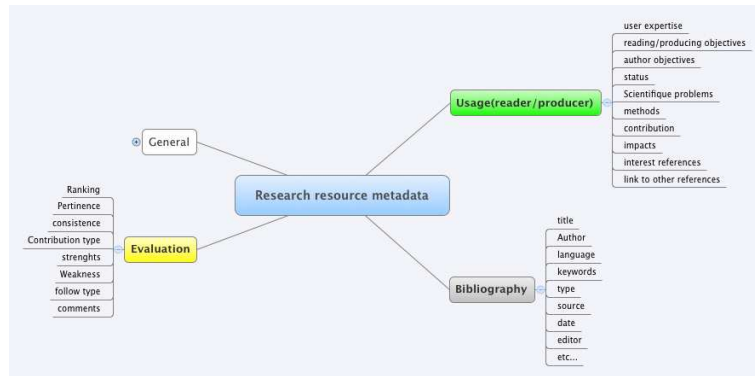 Research resource metadata
General
Evaluation
Ranking
Pertinence
consistence
Contribution type
strenghts
Weakness
follow type
comments
Usage(reader/producer)
user expertise
reading/producing objectives
author objectives
status
Scientifique problems
methods
contribution
impacts
interest references
link to other references
Bibliography
title
Author
language
keywords
type
source
date
editor
etc...